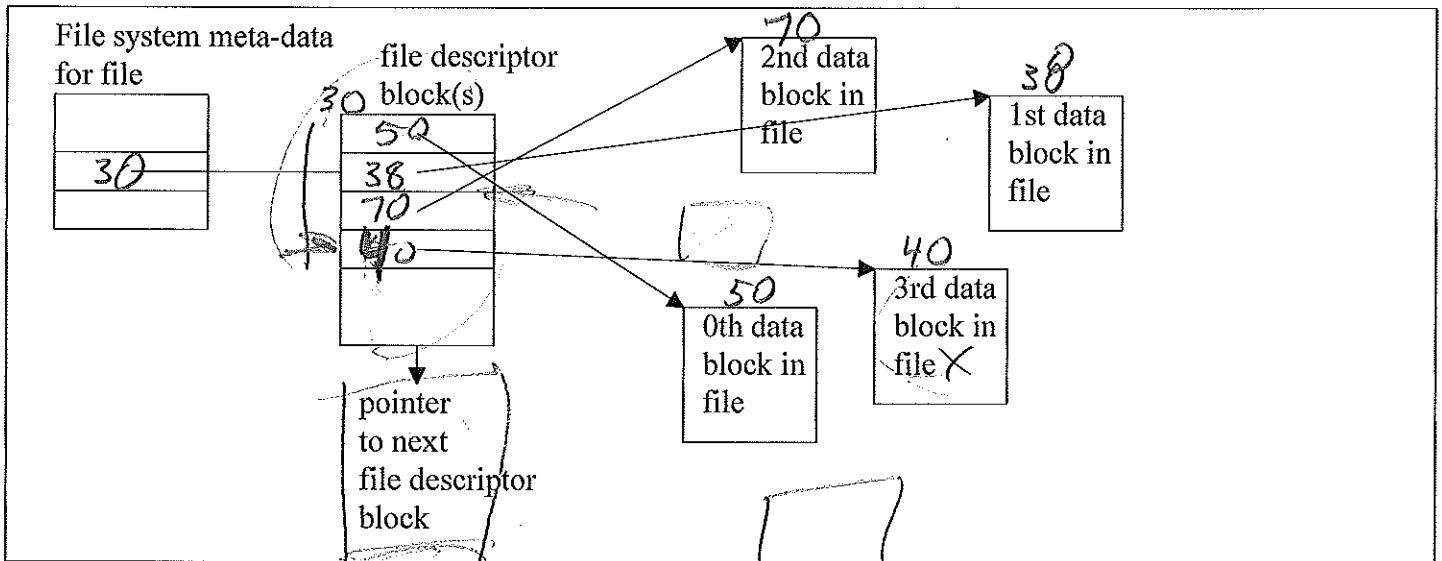 File system meta-data
for file
30
file descriptor
block(s)
30
50
38
70
40
pointer
to next
file descriptor
block
70
2nd data
block in
file
38
1st data
block in
file
50
0th data
block in
file
40
3rd data
block in
file X